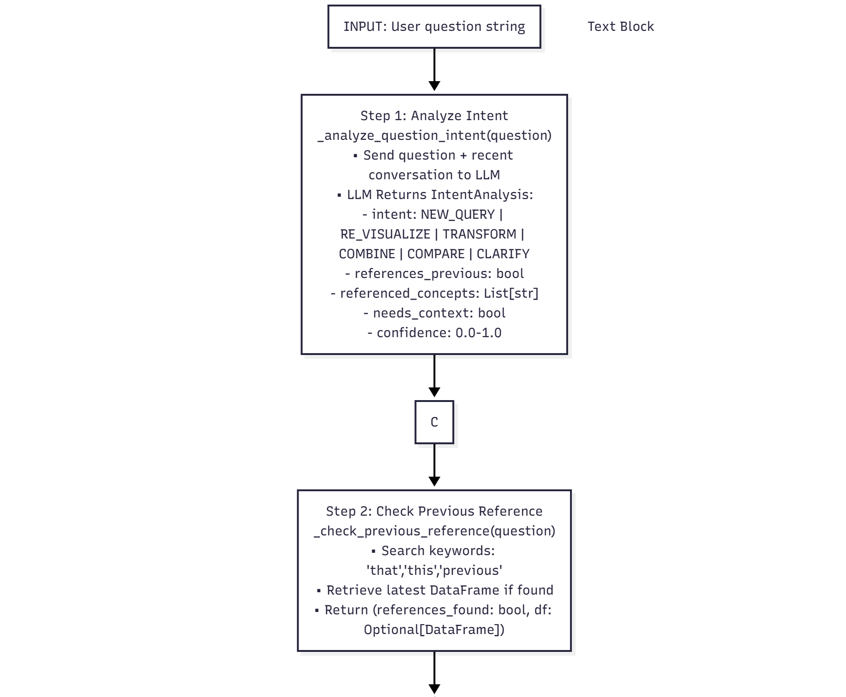 INPUT: User question string
Text Block
Step 1: Analyze Intent
_analyze_question_intent(question)
▪ Send question + recent
conversation to LLM
▪ LLM Returns IntentAnalysis:
- intent: NEW_QUERY |
RE_VISUALIZE | TRANSFORM |
COMBINE | COMPARE | CLARIFY
- references_previous: bool
- referenced_concepts: List[str]
- needs_context: bool
- confidence: 0.0-1.0
C
Step 2: Check Previous Reference
_check_previous_reference(question)
▪ Search keywords:
'that','this','previous'
▪ Retrieve latest DataFrame if found
▪ Return (references_found: bool, df:
Optional[DataFrame])